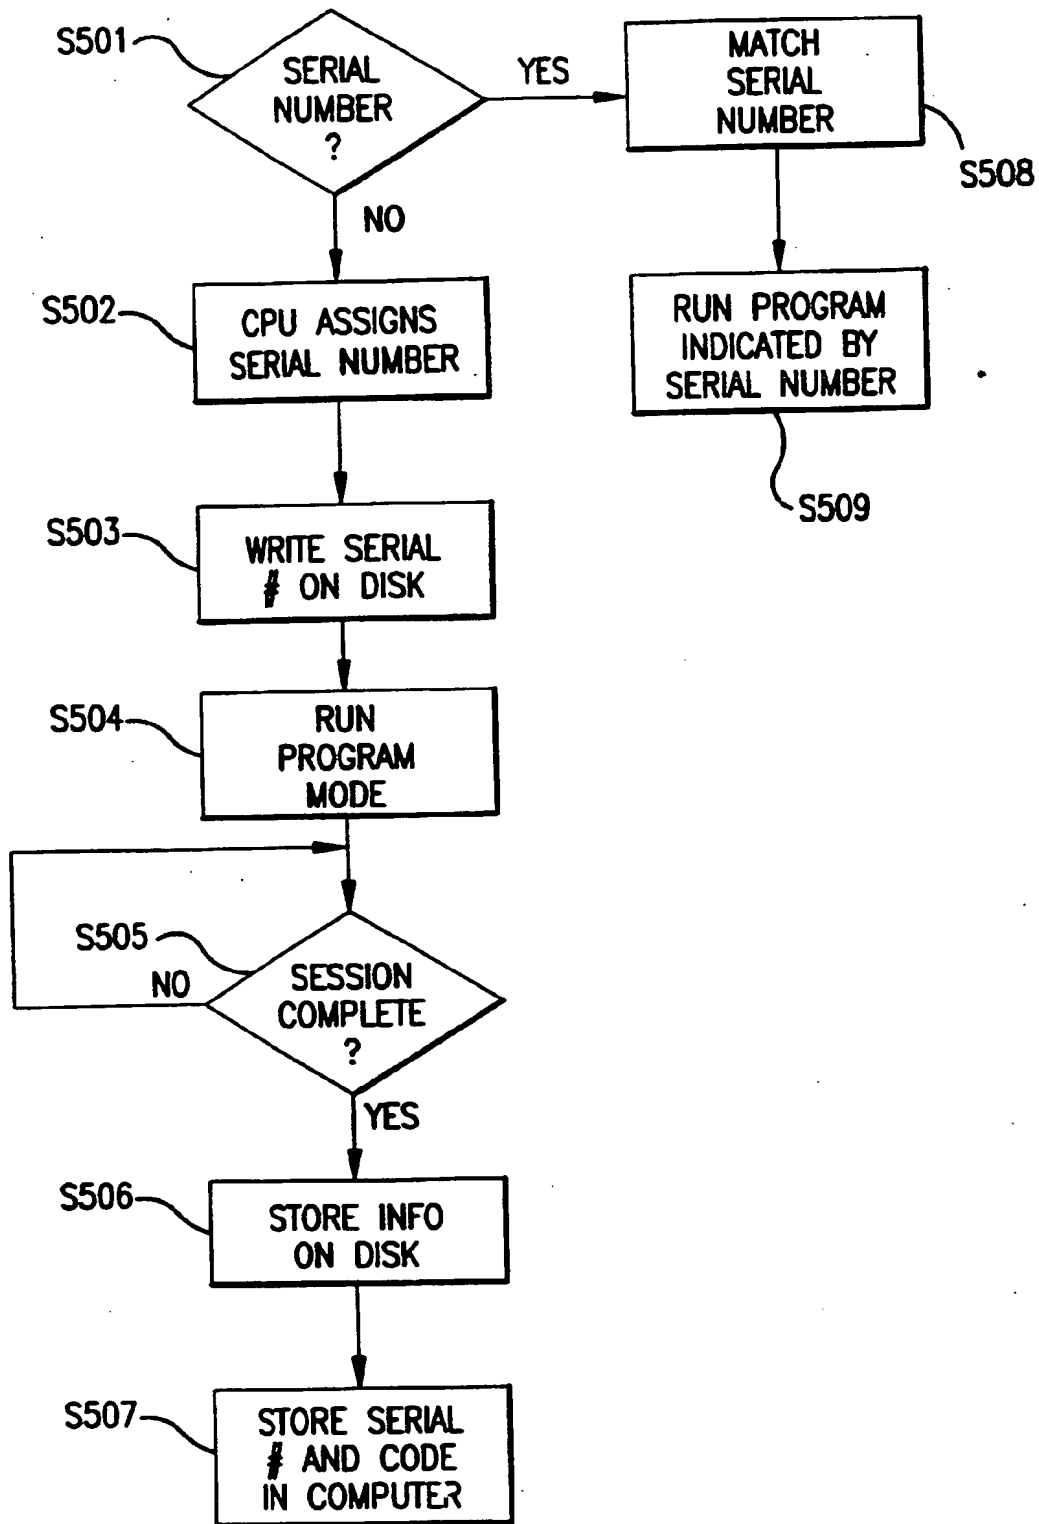 S501
SERIAL
NUMBER
?
YES
MATCH
SERIAL
NUMBER
S508
NO
S502
CPU ASSIGNS
SERIAL NUMBER
RUN PROGRAM
INDICATED BY
SERIAL NUMBER
S509
S503
WRITE SERIAL
# ON DISK
S504
RUN
PROGRAM
MODE
S505
NO
SESSION
COMPLETE
?
YES
S506
STORE INFO
ON DISK
S507
STORE SERIAL
# AND CODE
IN COMPUTER